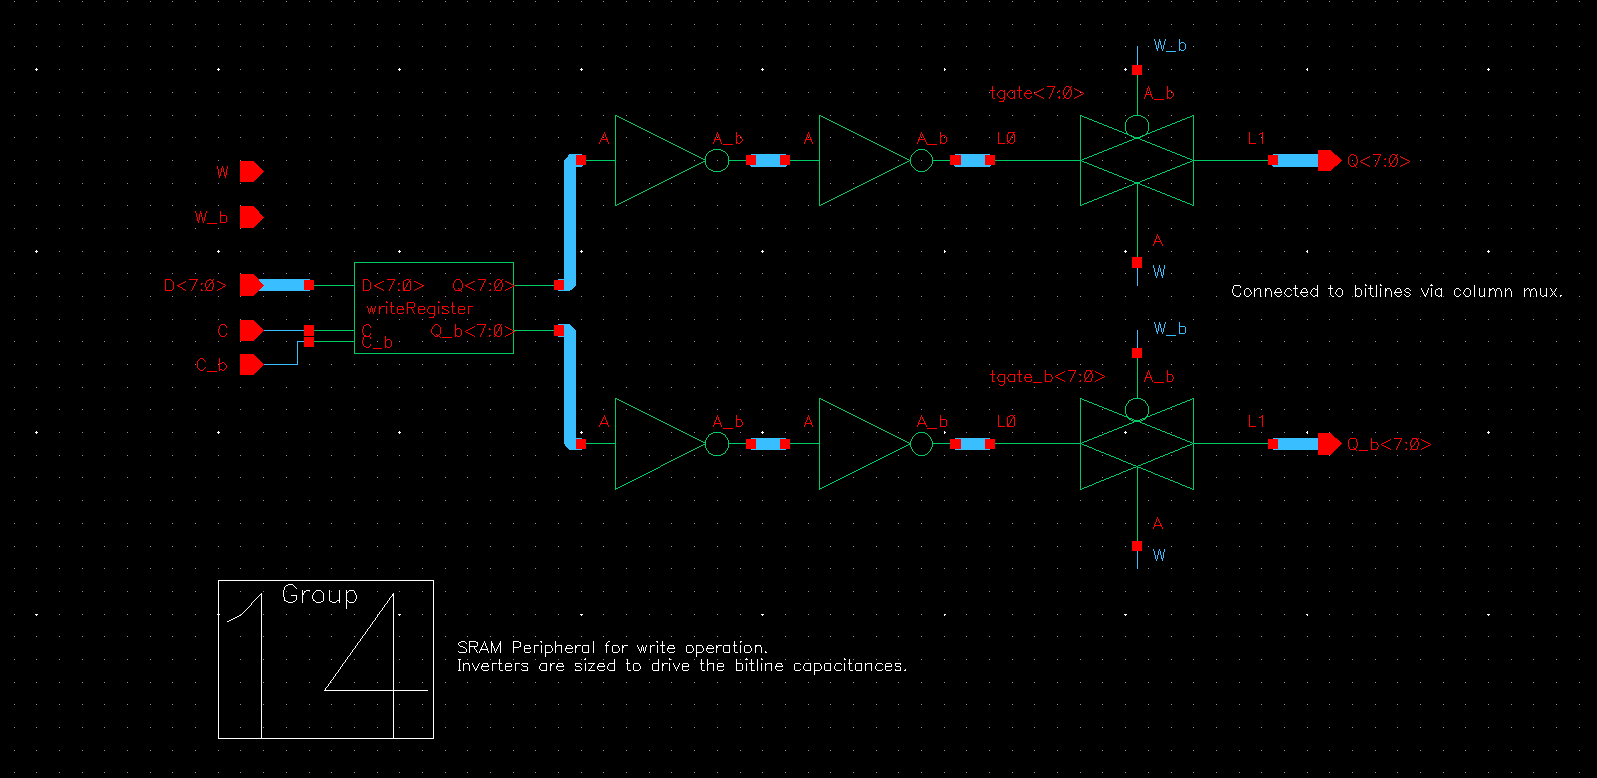 W_b
tgate<7:0>
A_b
A
A_b
A
A_b
L0
L1
Q<7:0>
W
W_b
A
W
D<7:0>
D<7:0>
Q<7:0>
writeRegister
Connected to bitlines via column mux.
C
C
Q_b<7:0>
C_b
C_b
W_b
tgate_b<7:0>
A_b
A
A_b
A
A_b
L0
L1
Q_b<7:0>
A
W
Group
14
SRAM Peripheral for write operation.
Inverters are sized to drive the bitline capacitances.